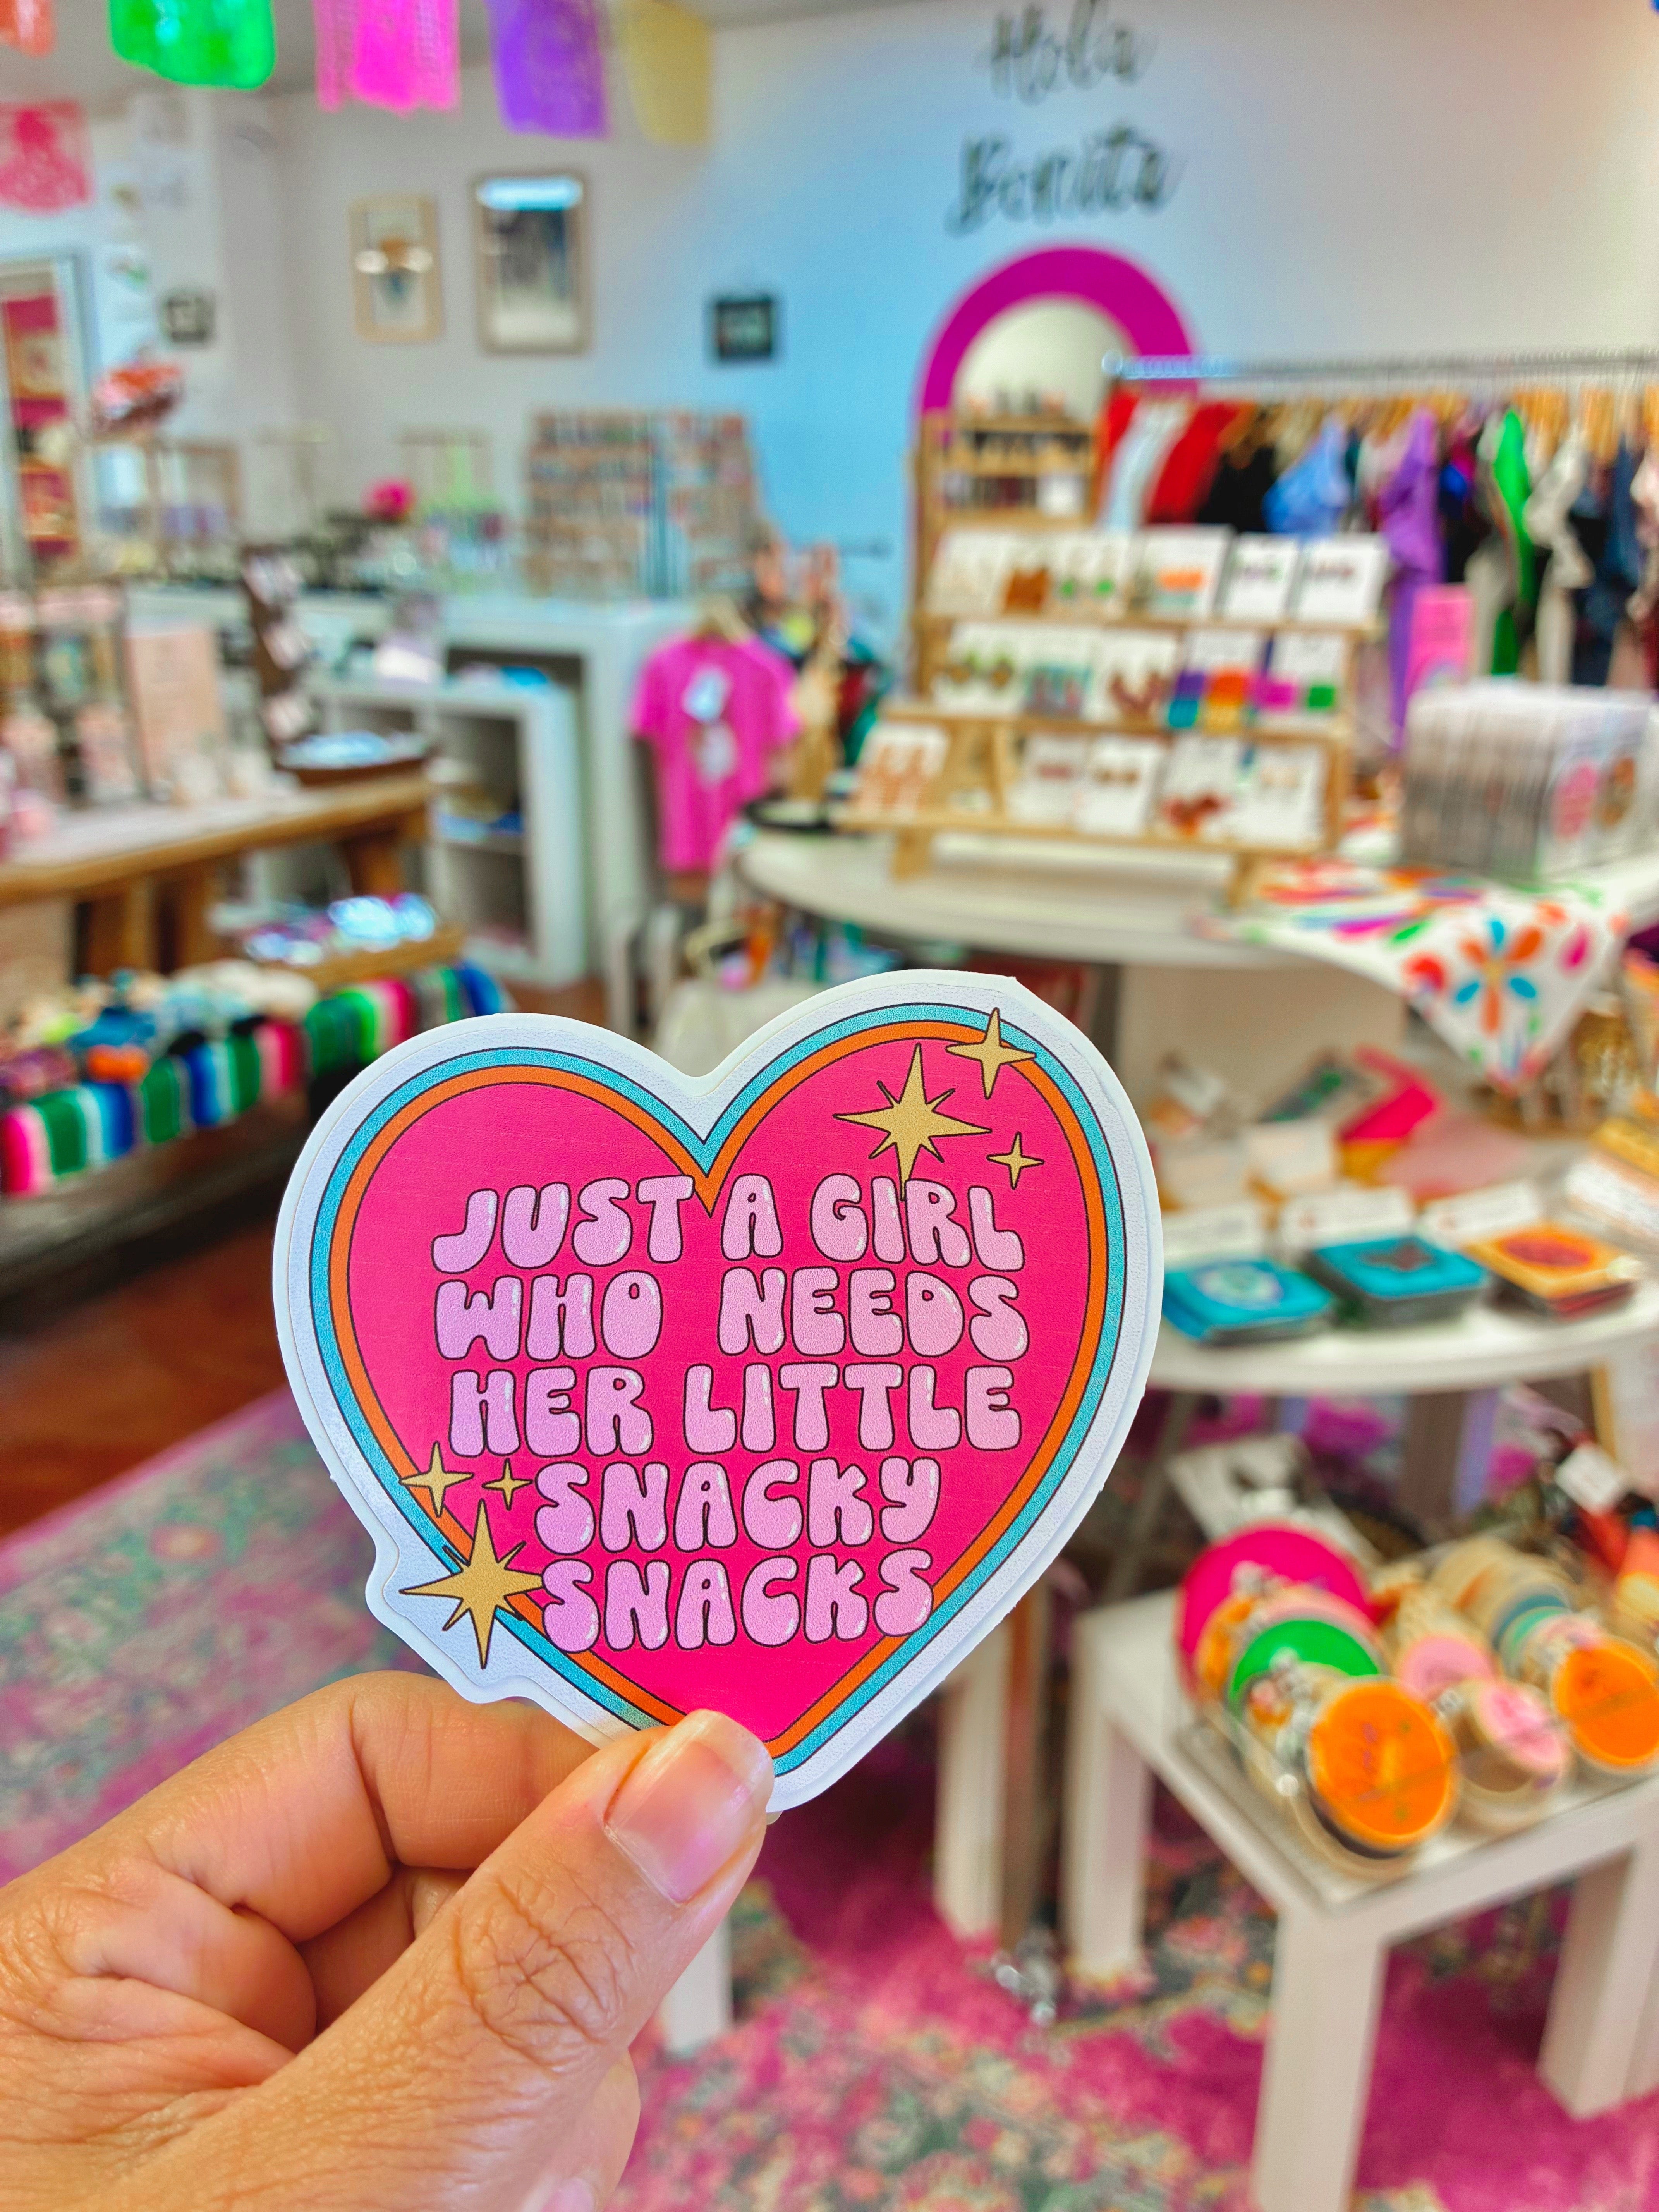 Hola
Bonita
JUST A GIRL
WHO NEEDS
HER LITTLE
SNACKY
SNACKS